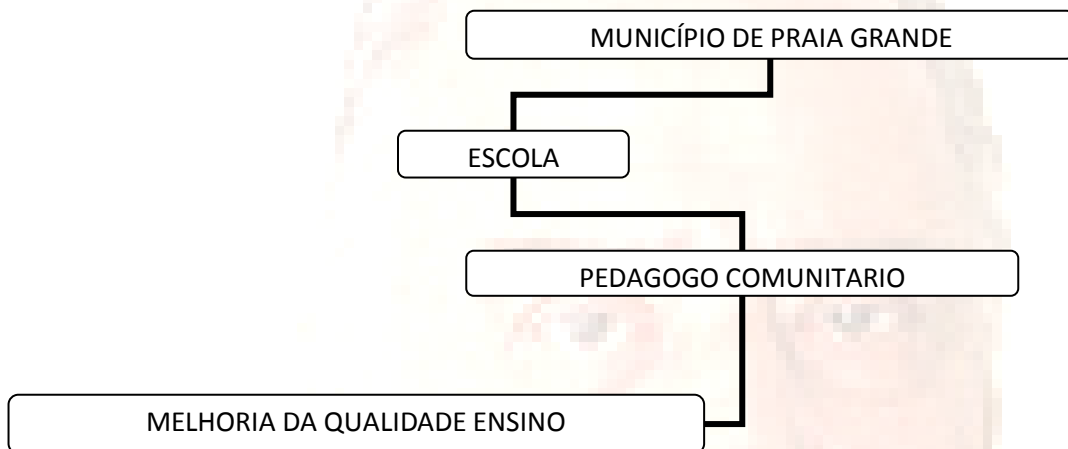 MUNICÍPIO DE PRAIA GRANDE
ESCOLA
PEDAGOGO COMUNITARIO
MELHORIA DA QUALIDADE ENSINO